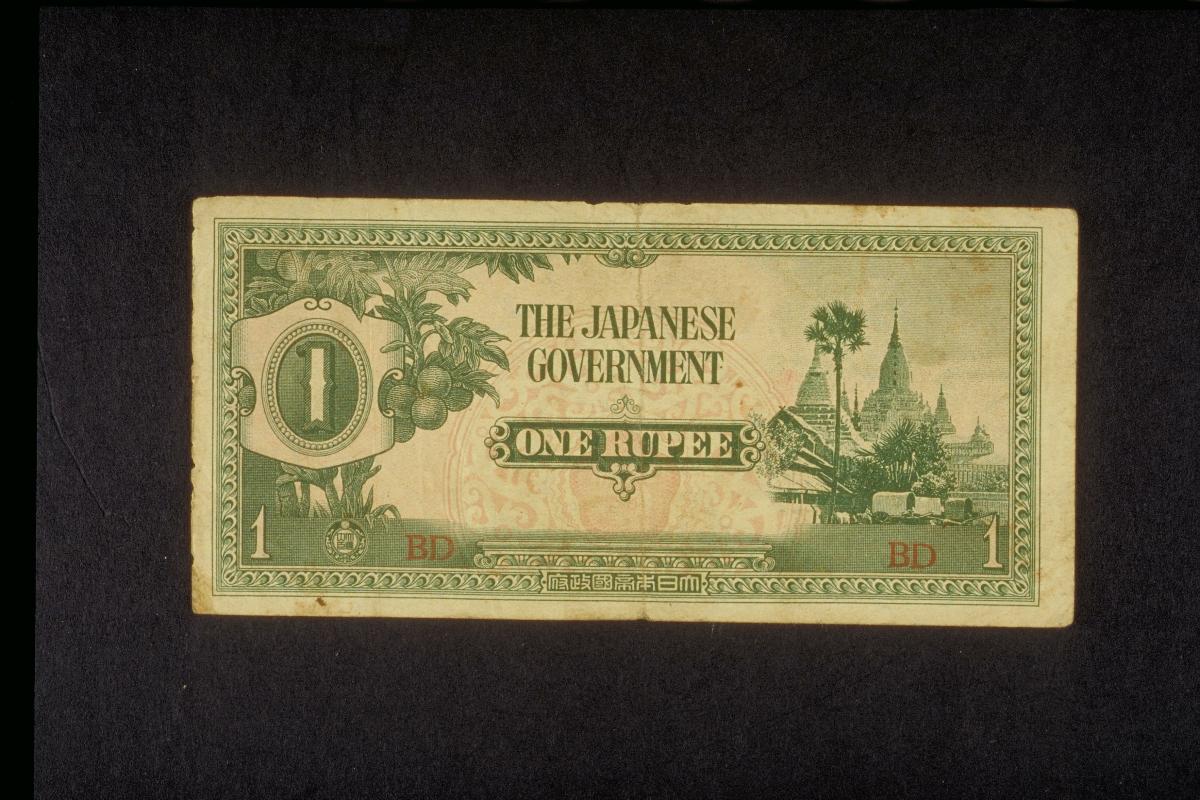 THE JAPANESE
GOVERNMENT
1
ONE RUPEE
1 BD BD 1
府政國帝本日大